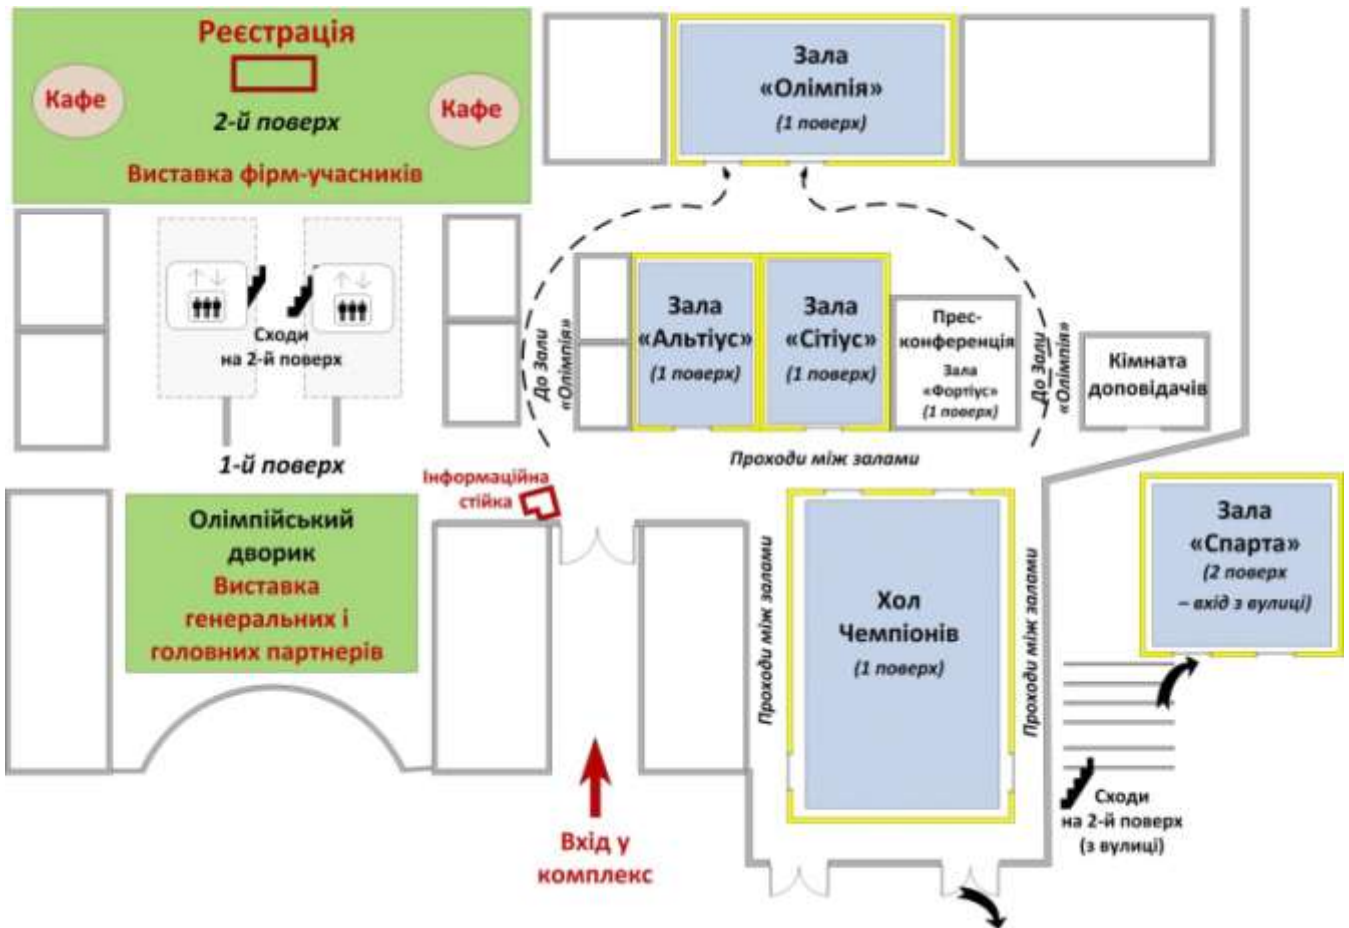 Реєстрація
Кафе
Кафе
2-й поверх
Виставка фірм-учасників
Зала
«Олімпія»
(1 поверх)
Сходи
на 2-й поверх
До Зали
«Олімпія»
Зала
«Альтіус»
(1 поверх)
Зала
«Сітіус»
(1 поверх)
Прес-
конференція
Зала
«Фортіус»
(1 поверх)
До Зали
«Олімпія»
Кімната
доповідачів
1-й поверх
Проходи між залами
Інформаційна
стійка
Олімпійський
дворик
Виставка
генеральних і
головних партнерів
Проходи між залами
Хол
Чемпіонів
(1 поверх)
Проходи між залами
Зала
«Спарта»
(2 поверх
– вхід з вулиці)
Сходи
на 2-й поверх
(з вулиці)
Вхід у
комплекс